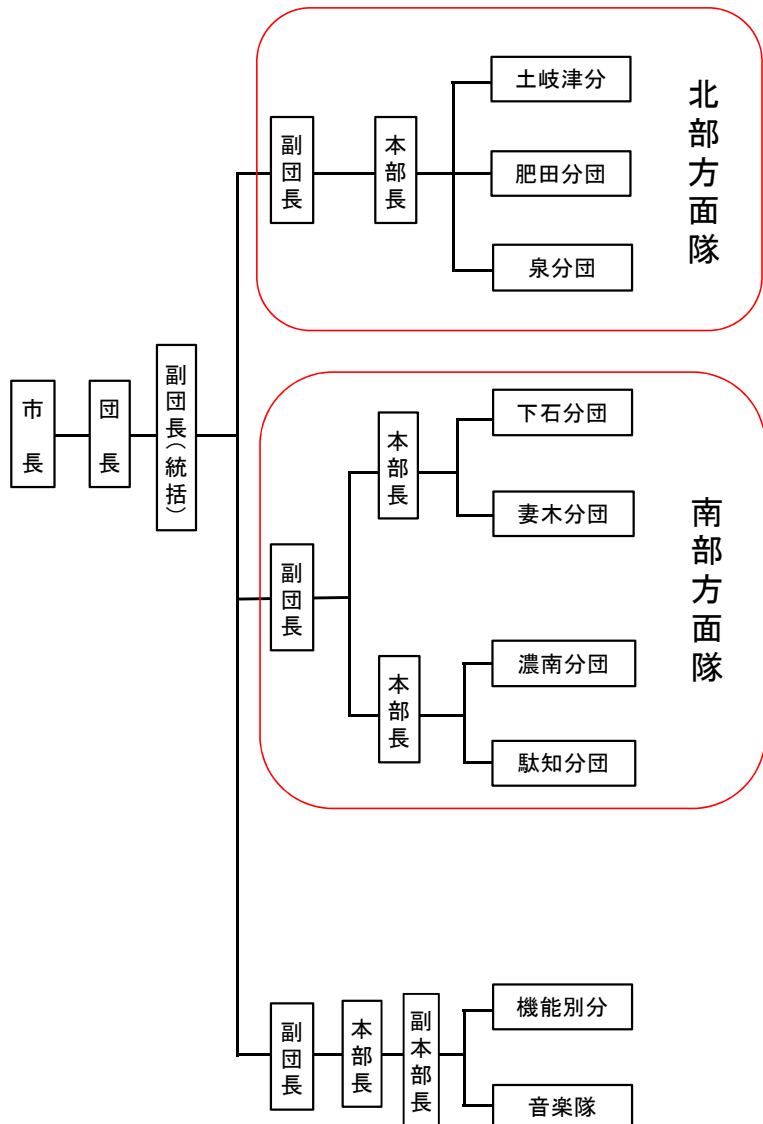 市長
団長
副団長(統括)
副団長
本部長
土岐津分
肥田分団
泉分団
北部方面隊
副団長
本部長
下石分団
妻木分団
本部長
濃南分団
駄知分団
南部方面隊
副団長
本部長
副本部長
機能別分
音楽隊